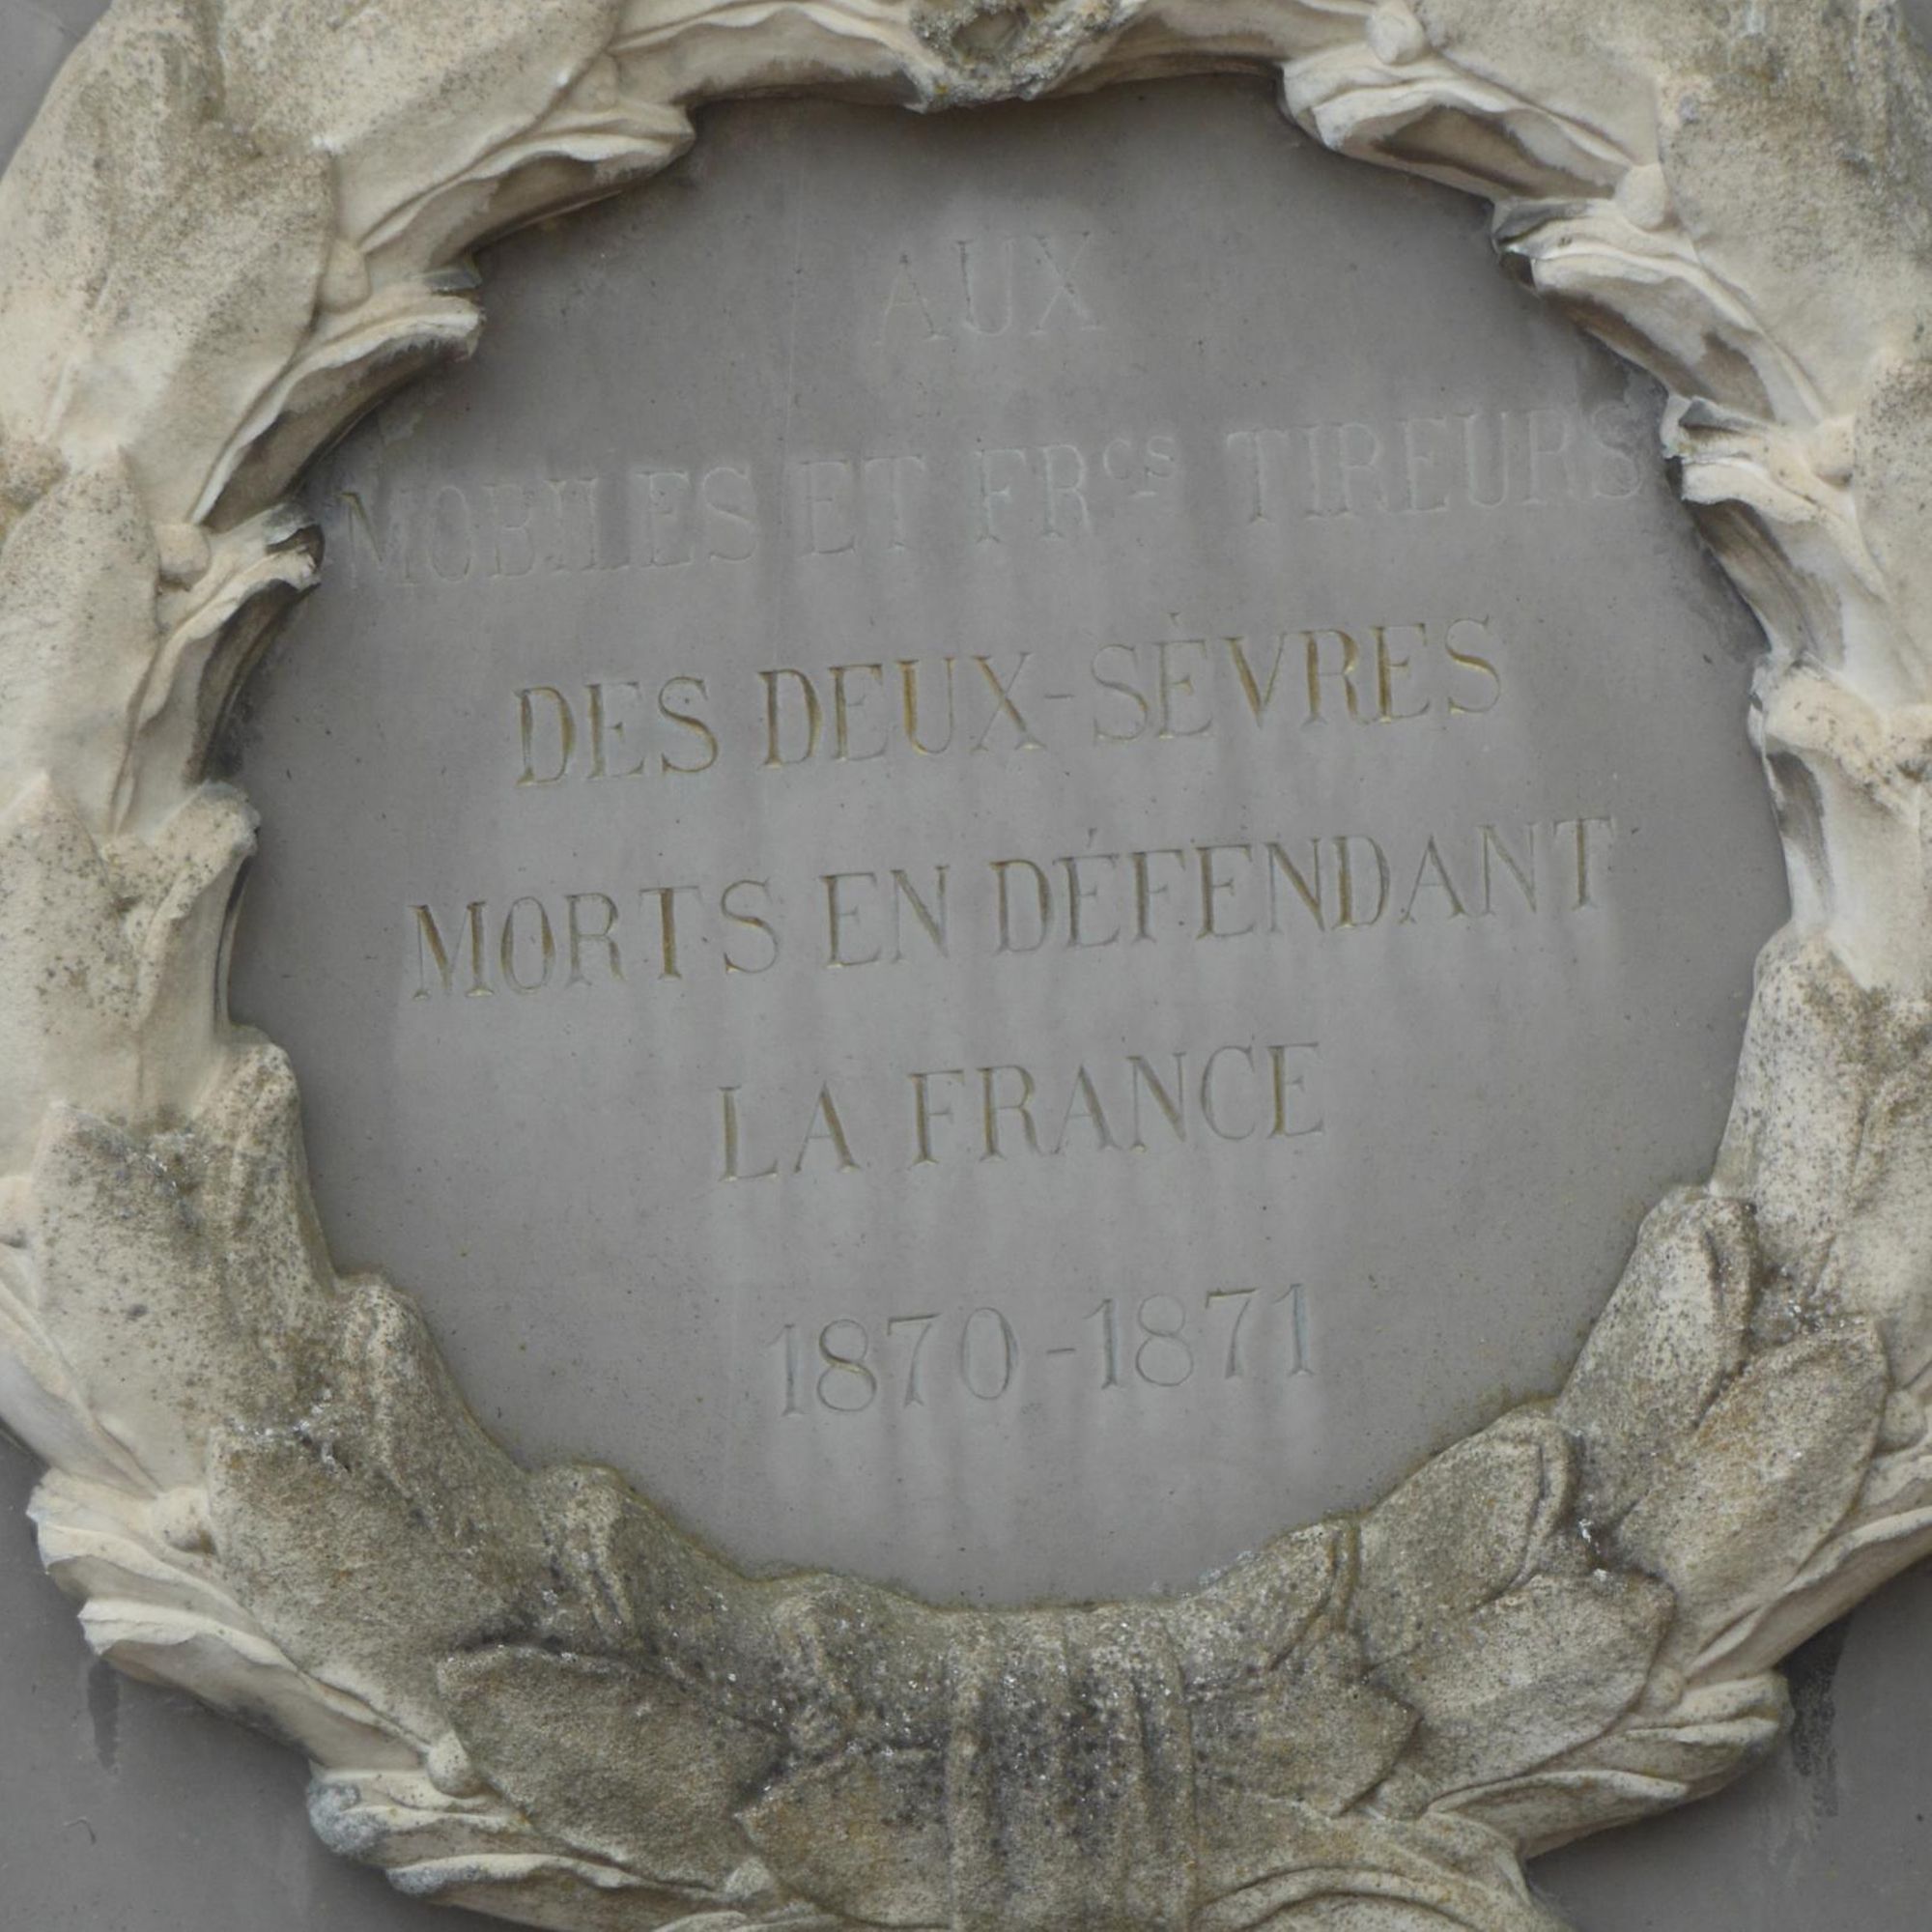 AUX
MOBILES ET FRᶜˢ TIREURS
DES DEUX-SÈVRES
MORTS EN DÉFENDANT
LA FRANCE
1870-1871